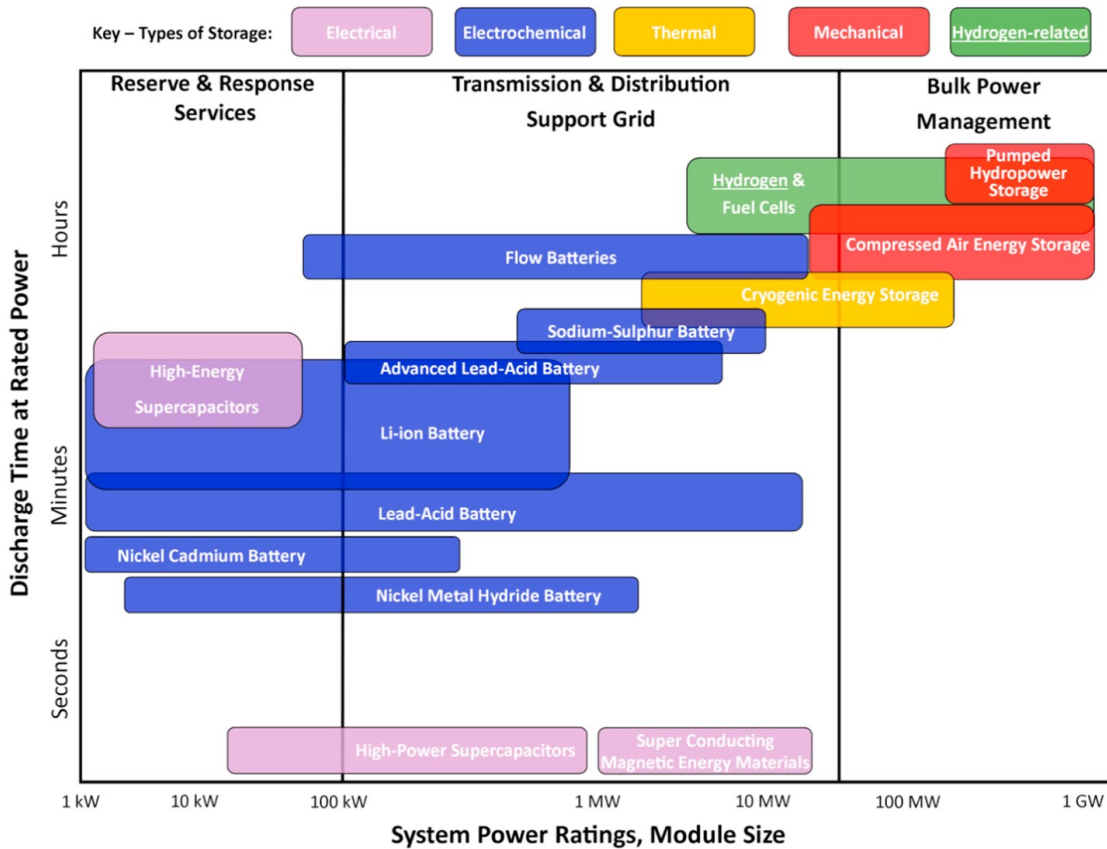 Key – Types of Storage:
Electrical
Electrochemical
Thermal
Mechanical
Hydrogen-related
Reserve & Response
Services
Transmission & Distribution
Support Grid
Bulk Power
Management
Pumped
Hydropower
Storage
Hydrogen &
Fuel Cells
Compressed Air Energy Storage
Flow Batteries
Cryogenic Energy Storage
Sodium-Sulphur Battery
Advanced Lead-Acid Battery
High-Energy
Supercapacitors
Li-ion Battery
Lead-Acid Battery
Nickel Cadmium Battery
Nickel Metal Hydride Battery
High-Power Supercapacitors
Super Conducting
Magnetic Energy Materials
Discharge Time at Rated Power
Hours
Minutes
Seconds
1 kW
10 kW
100 kW
1 MW
10 MW
100 MW
1 GW
System Power Ratings, Module Size